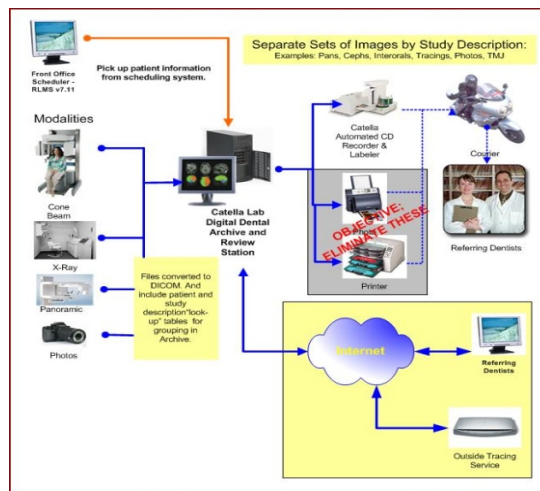 Separate Sets of Images by Study Description:
Examples: Pans, Cephs, Interorals, Tracings, Photos, TMJ
Front Office
Scheduler -
RLMS v7.11
Pick up patient information
from scheduling system.
Modalities
Cone
Beam
X-Ray
Panoramic
Photos
Files converted to
DICOM. And
include patient and
study
description"look-
up" tables for
grouping in
Archive.
Catella Lab
Digital Dental
Archive and
Review
Station
Catella
Automated CD
Recorder &
Labeler
Courier
Referring Dentists
OBJECTIVE:
ELIMINATE THESE
Printer
Internet
Referring
Dentists
Outside Tracing
Service